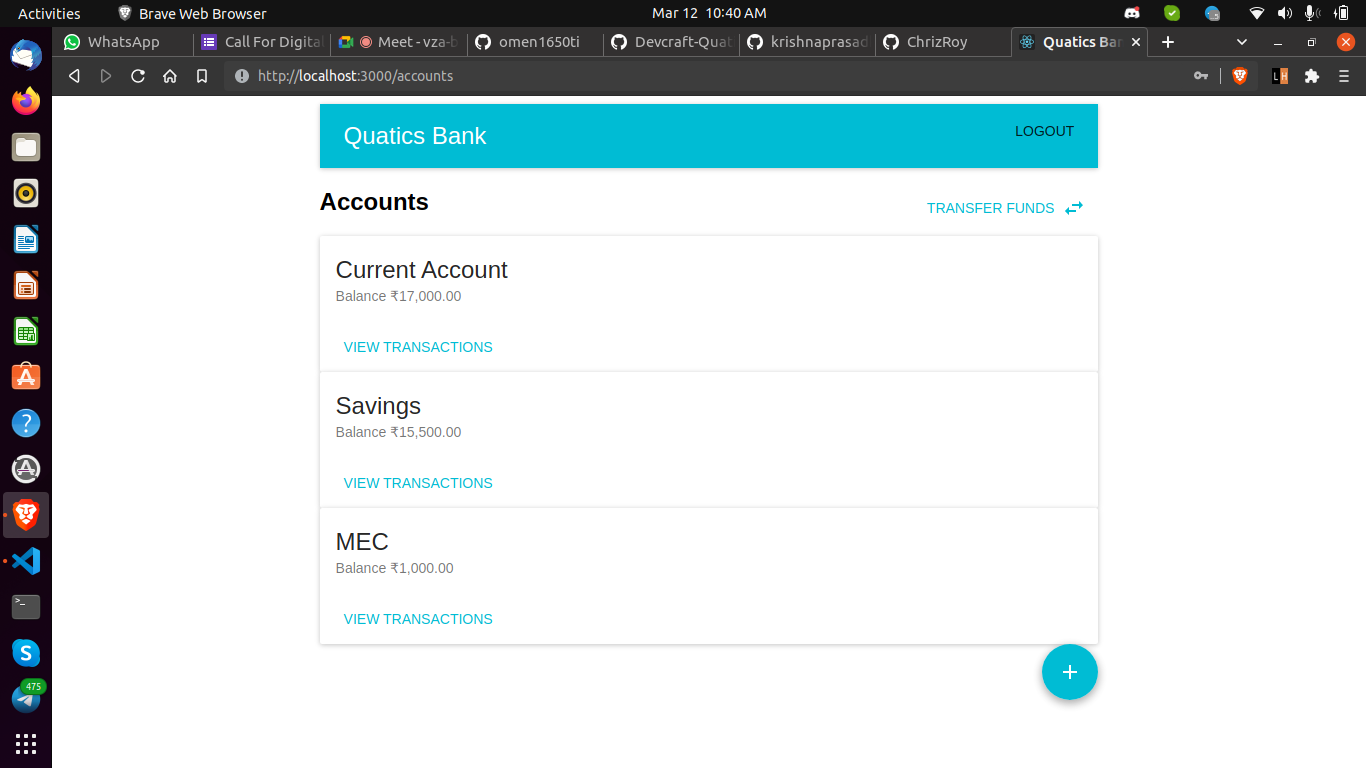 Activities
Brave Web Browser
Mar 12 10:40 AM
WhatsApp
Call For Digital
Meet - vza-b
omen1650ti
Devcraft-Quat
krishnaprasad
ChrizRoy
Quatics Ban
http://localhost:3000/accounts
L H
Quatics Bank
LOGOUT
Accounts
TRANSFER FUNDS
Current Account
Balance ₹17,000.00
VIEW TRANSACTIONS
Savings
Balance ₹15,500.00
VIEW TRANSACTIONS
MEC
Balance ₹1,000.00
VIEW TRANSACTIONS
475